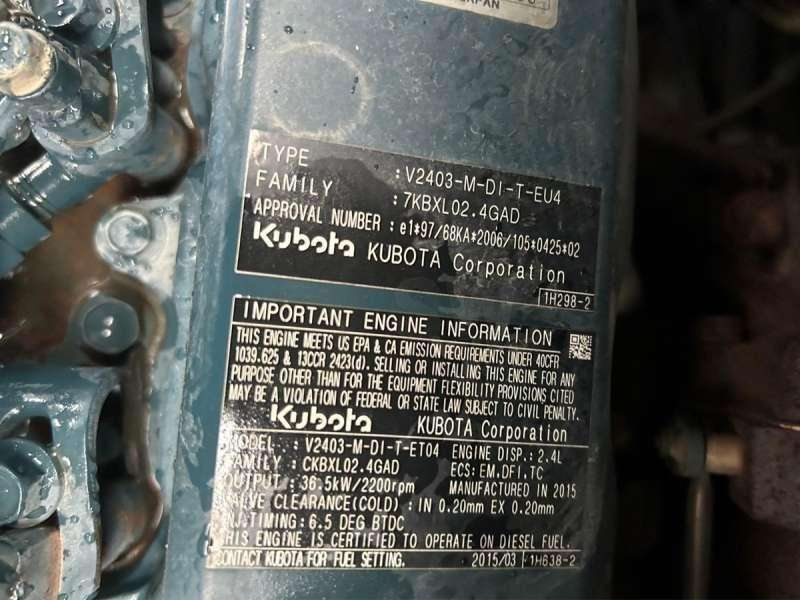 JAPAN
TYPE : V2403-M-DI-T-EU4
FAMILY : 7KBXL02.4GAD
APPROVAL NUMBER : e1*97/68KA*2006/105*0425*02
Kubota KUBOTA Corporation
1H298-2
IMPORTANT ENGINE INFORMATION
THIS ENGINE MEETS US EPA & CA EMISSION REQUIREMENTS UNDER 40CFR
1039.625 & 13CCR 2423(d). SELLING OR INSTALLING THIS ENGINE FOR ANY
PURPOSE OTHER THAN FOR THE EQUIPMENT FLEXIBILITY PROVISIONS CITED
MAY BE A VIOLATION OF FEDERAL OR STATE LAW SUBJECT TO CIVIL PENALTY.
Kubota KUBOTA Corporation
MODEL: V2403-M-DI-T-ET04 ENGINE DISP.: 2.4L
FAMILY: CKBXL02.4GAD ECS: EM,DFI,TC
OUTPUT: 36.5kW/2200rpm MANUFACTURED IN 2015
VALVE CLEARANCE(COLD): IN 0.20mm EX 0.20mm
INJ.TIMING: 6.5 DEG BTDC
THIS ENGINE IS CERTIFIED TO OPERATE ON DIESEL FUEL.
CONTACT KUBOTA FOR FUEL SETTING. 2015/03 1H638-2